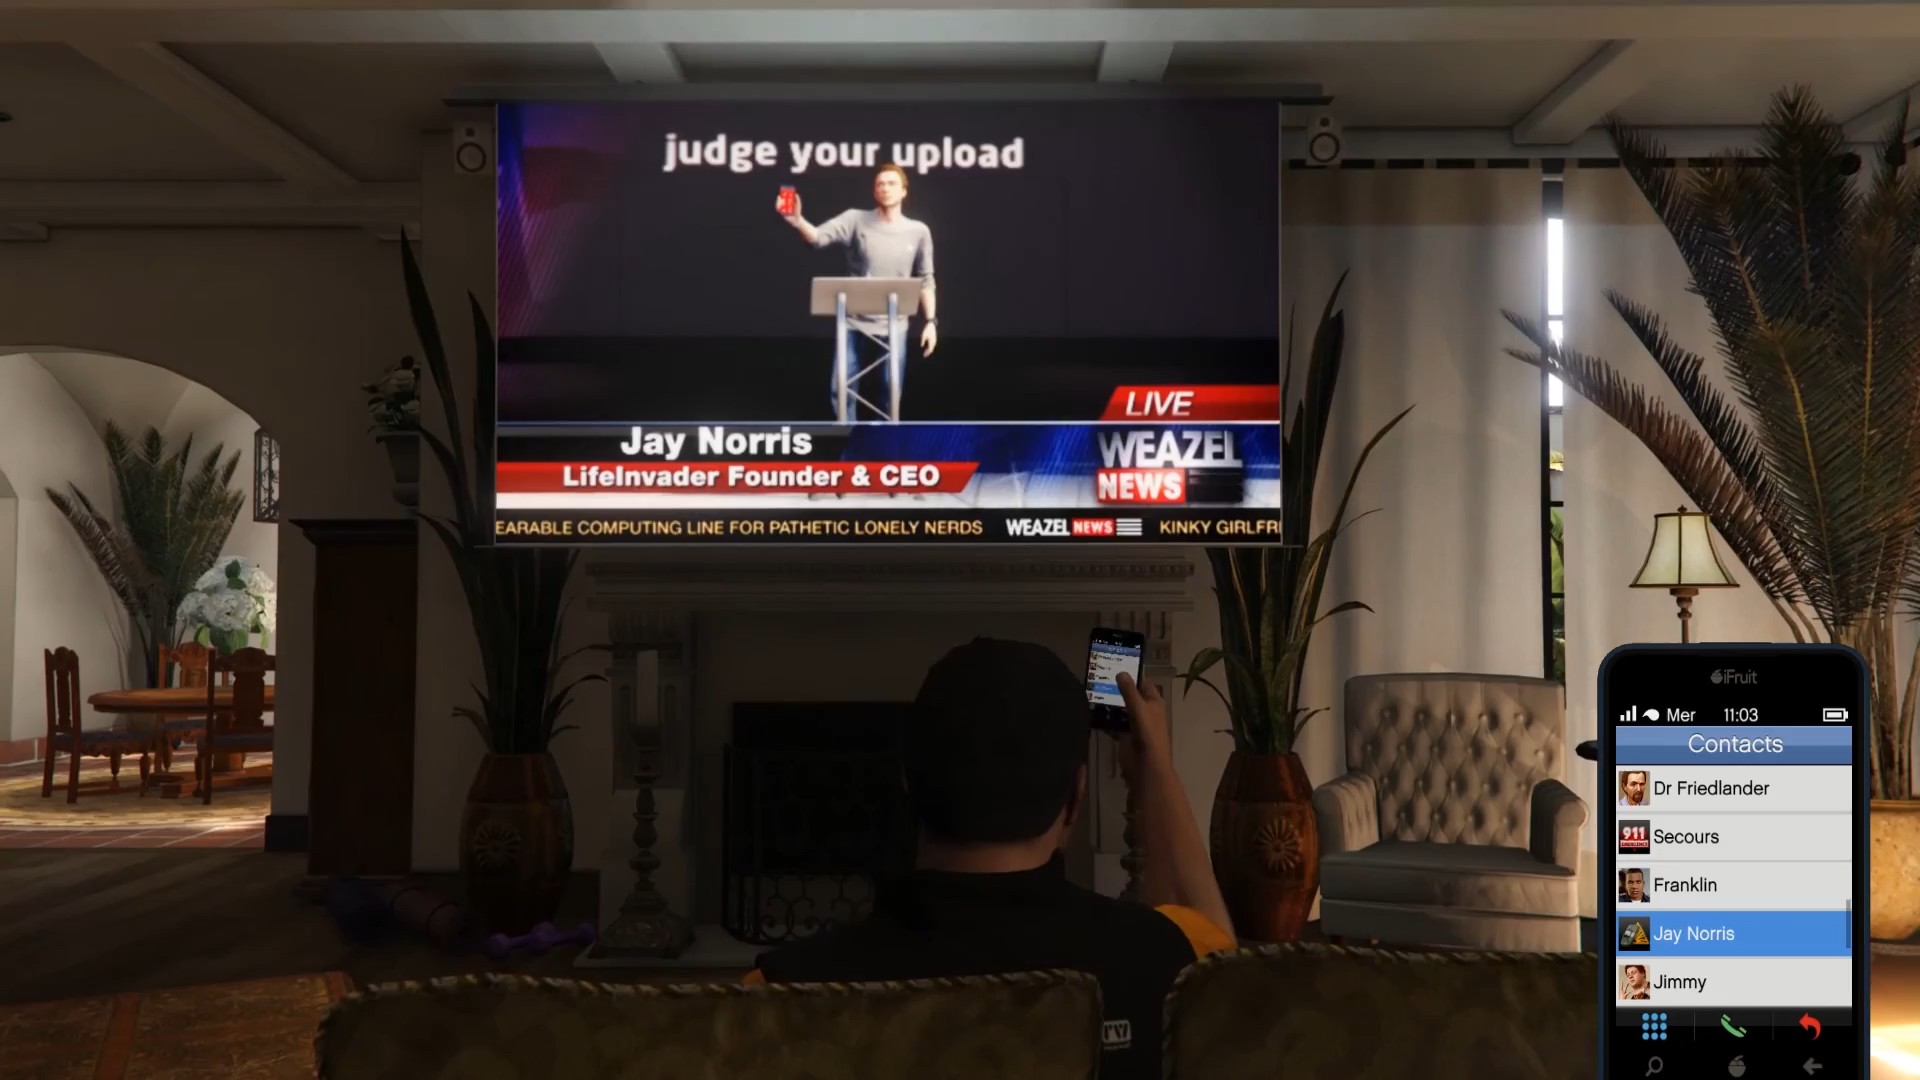 judge your upload
LIVE
Jay Norris
LifeInvader Founder & CEO
WEAZEL
NEWS
EARABLE COMPUTING LINE FOR PATHETIC LONELY NERDS WEAZEL NEWS KINKY GIRLFRI
iFruit
Mer 11:03
Contacts
Dr Friedlander
911
Secours
Franklin
Jay Norris
Jimmy